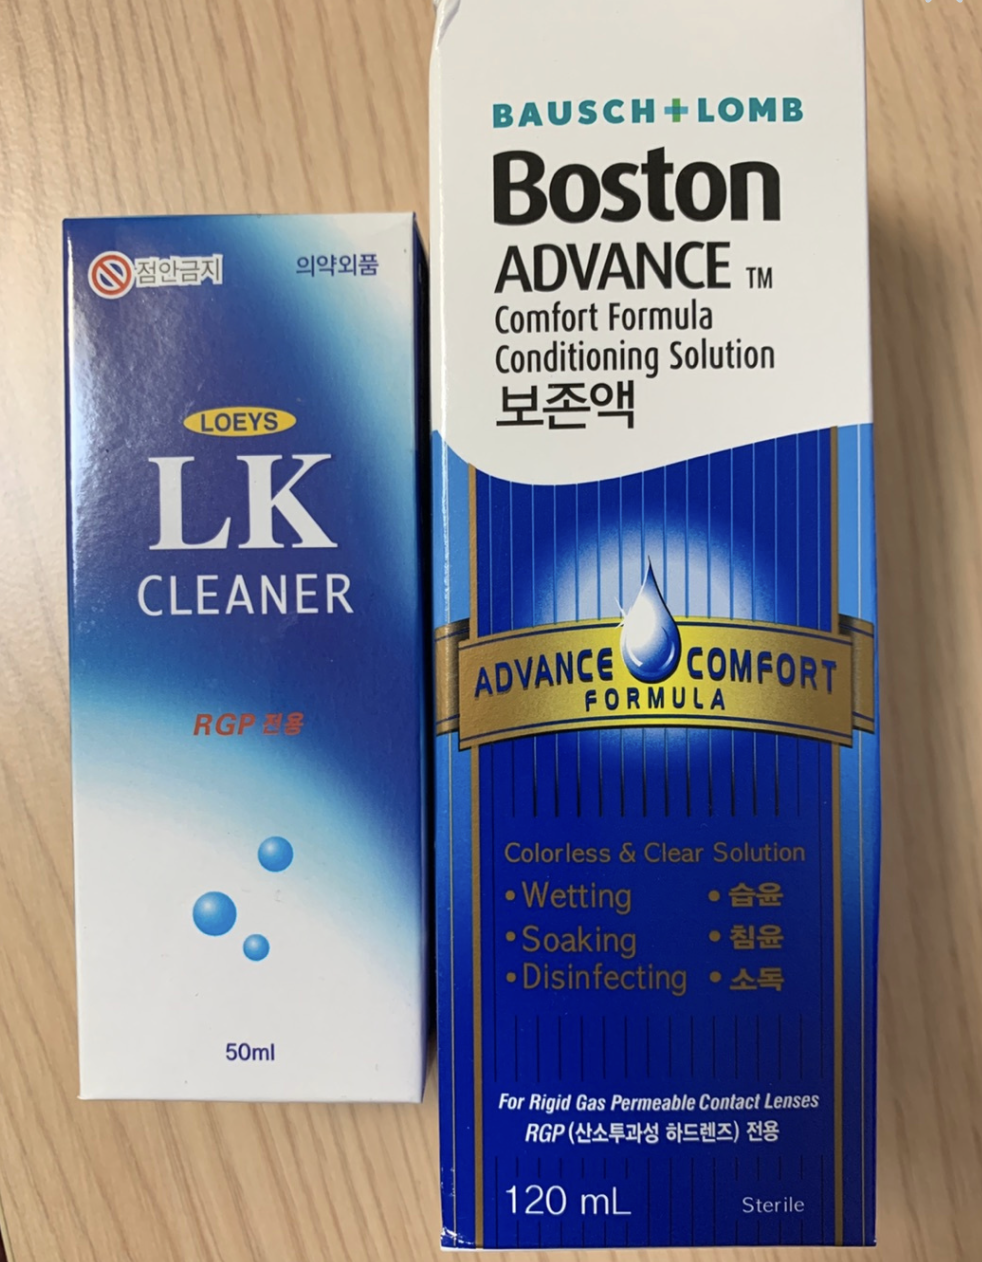 점안금지
의약외품
LOEYS
LK
CLEANER
RGP 전용
50ml
BAUSCH+LOMB
Boston
ADVANCE TM
Comfort Formula
Conditioning Solution
보존액
ADVANCE COMFORT
FORMULA
Colorless & Clear Solution
• Wetting • 습윤
• Soaking • 침윤
• Disinfecting • 소독
For Rigid Gas Permeable Contact Lenses
RGP (산소투과성 하드렌즈) 전용
120 mL
Sterile